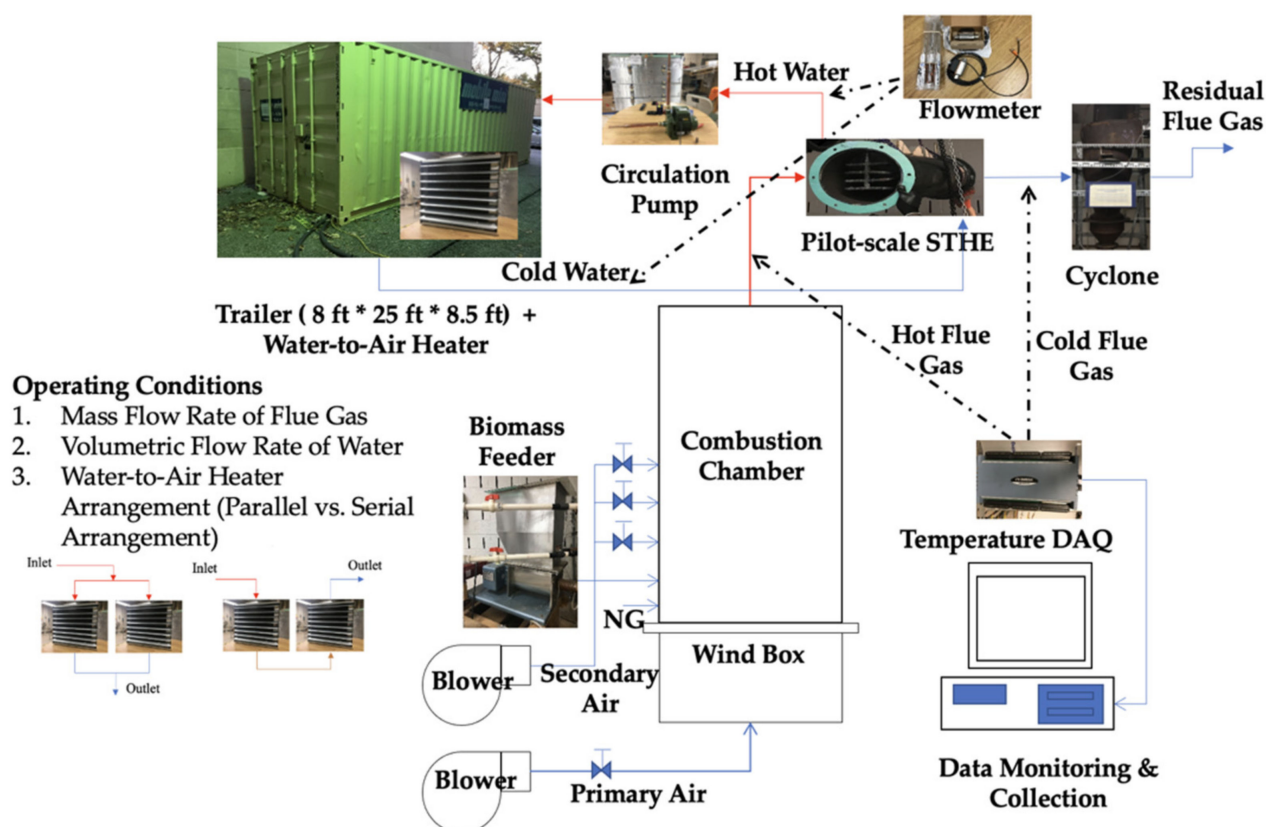 Hot Water
Flowmeter
Residual
Flue Gas
Circulation
Pump
Pilot-scale STHE
Cyclone
Cold Water
Trailer ( 8 ft * 25 ft * 8.5 ft) +
Water-to-Air Heater
Hot Flue
Gas
Cold Flue
Gas
Operating Conditions
1. Mass Flow Rate of Flue Gas
2. Volumetric Flow Rate of Water
3. Water-to-Air Heater
Arrangement (Parallel vs. Serial
Arrangement)
Inlet
Outlet
Inlet
Outlet
Biomass
Feeder
Combustion
Chamber
Temperature DAQ
NG
Wind Box
Blower
Secondary
Air
Blower
Primary Air
Data Monitoring &
Collection